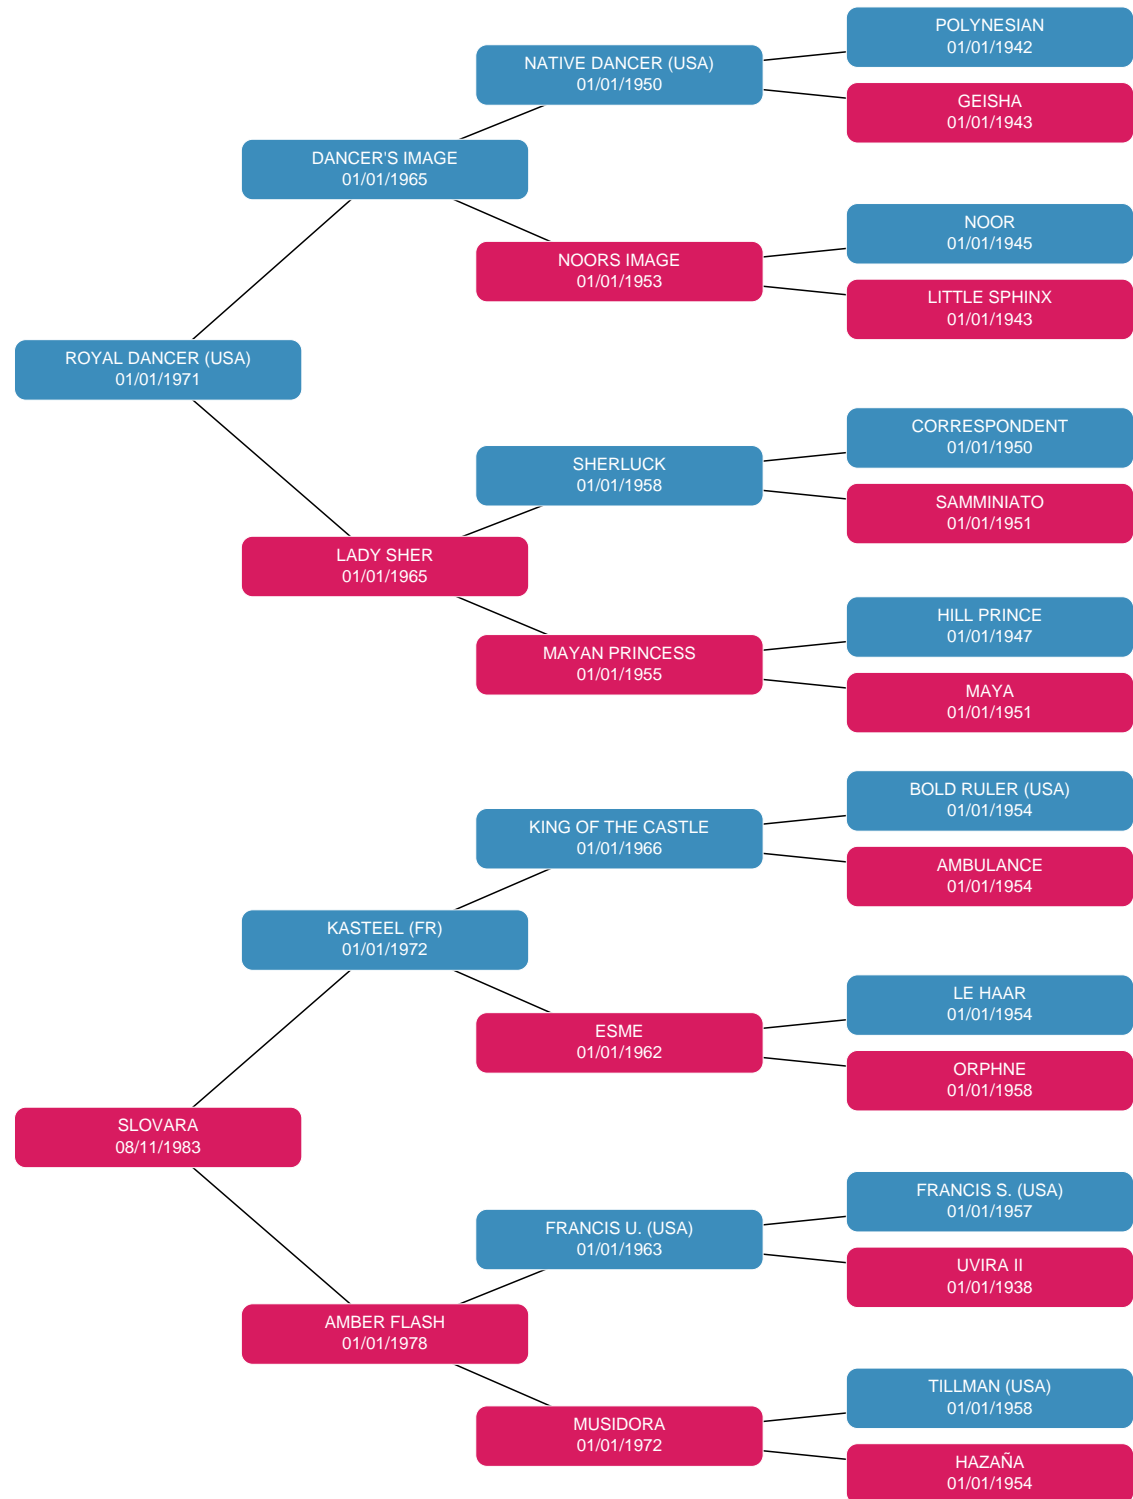 POLYNESIAN
01/01/1942
NATIVE DANCER (USA)
01/01/1950
GEISHA
01/01/1943
DANCER'S IMAGE
01/01/1965
NOOR
01/01/1945
NOORS IMAGE
01/01/1953
LITTLE SPHINX
01/01/1943
ROYAL DANCER (USA)
01/01/1971
CORRESPONDENT
01/01/1950
SHERLUCK
01/01/1958
SAMMINIATO
01/01/1951
LADY SHER
01/01/1965
HILL PRINCE
01/01/1947
MAYAN PRINCESS
01/01/1955
MAYA
01/01/1951
BOLD RULER (USA)
01/01/1954
KING OF THE CASTLE
01/01/1966
AMBULANCE
01/01/1954
KASTEEL (FR)
01/01/1972
LE HAAR
01/01/1954
ESME
01/01/1962
ORPHNE
01/01/1958
SLOVARA
08/11/1983
FRANCIS S. (USA)
01/01/1957
FRANCIS U. (USA)
01/01/1963
UVIRA II
01/01/1938
AMBER FLASH
01/01/1978
TILLMAN (USA)
01/01/1958
MUSIDORA
01/01/1972
HAZAÑA
01/01/1954